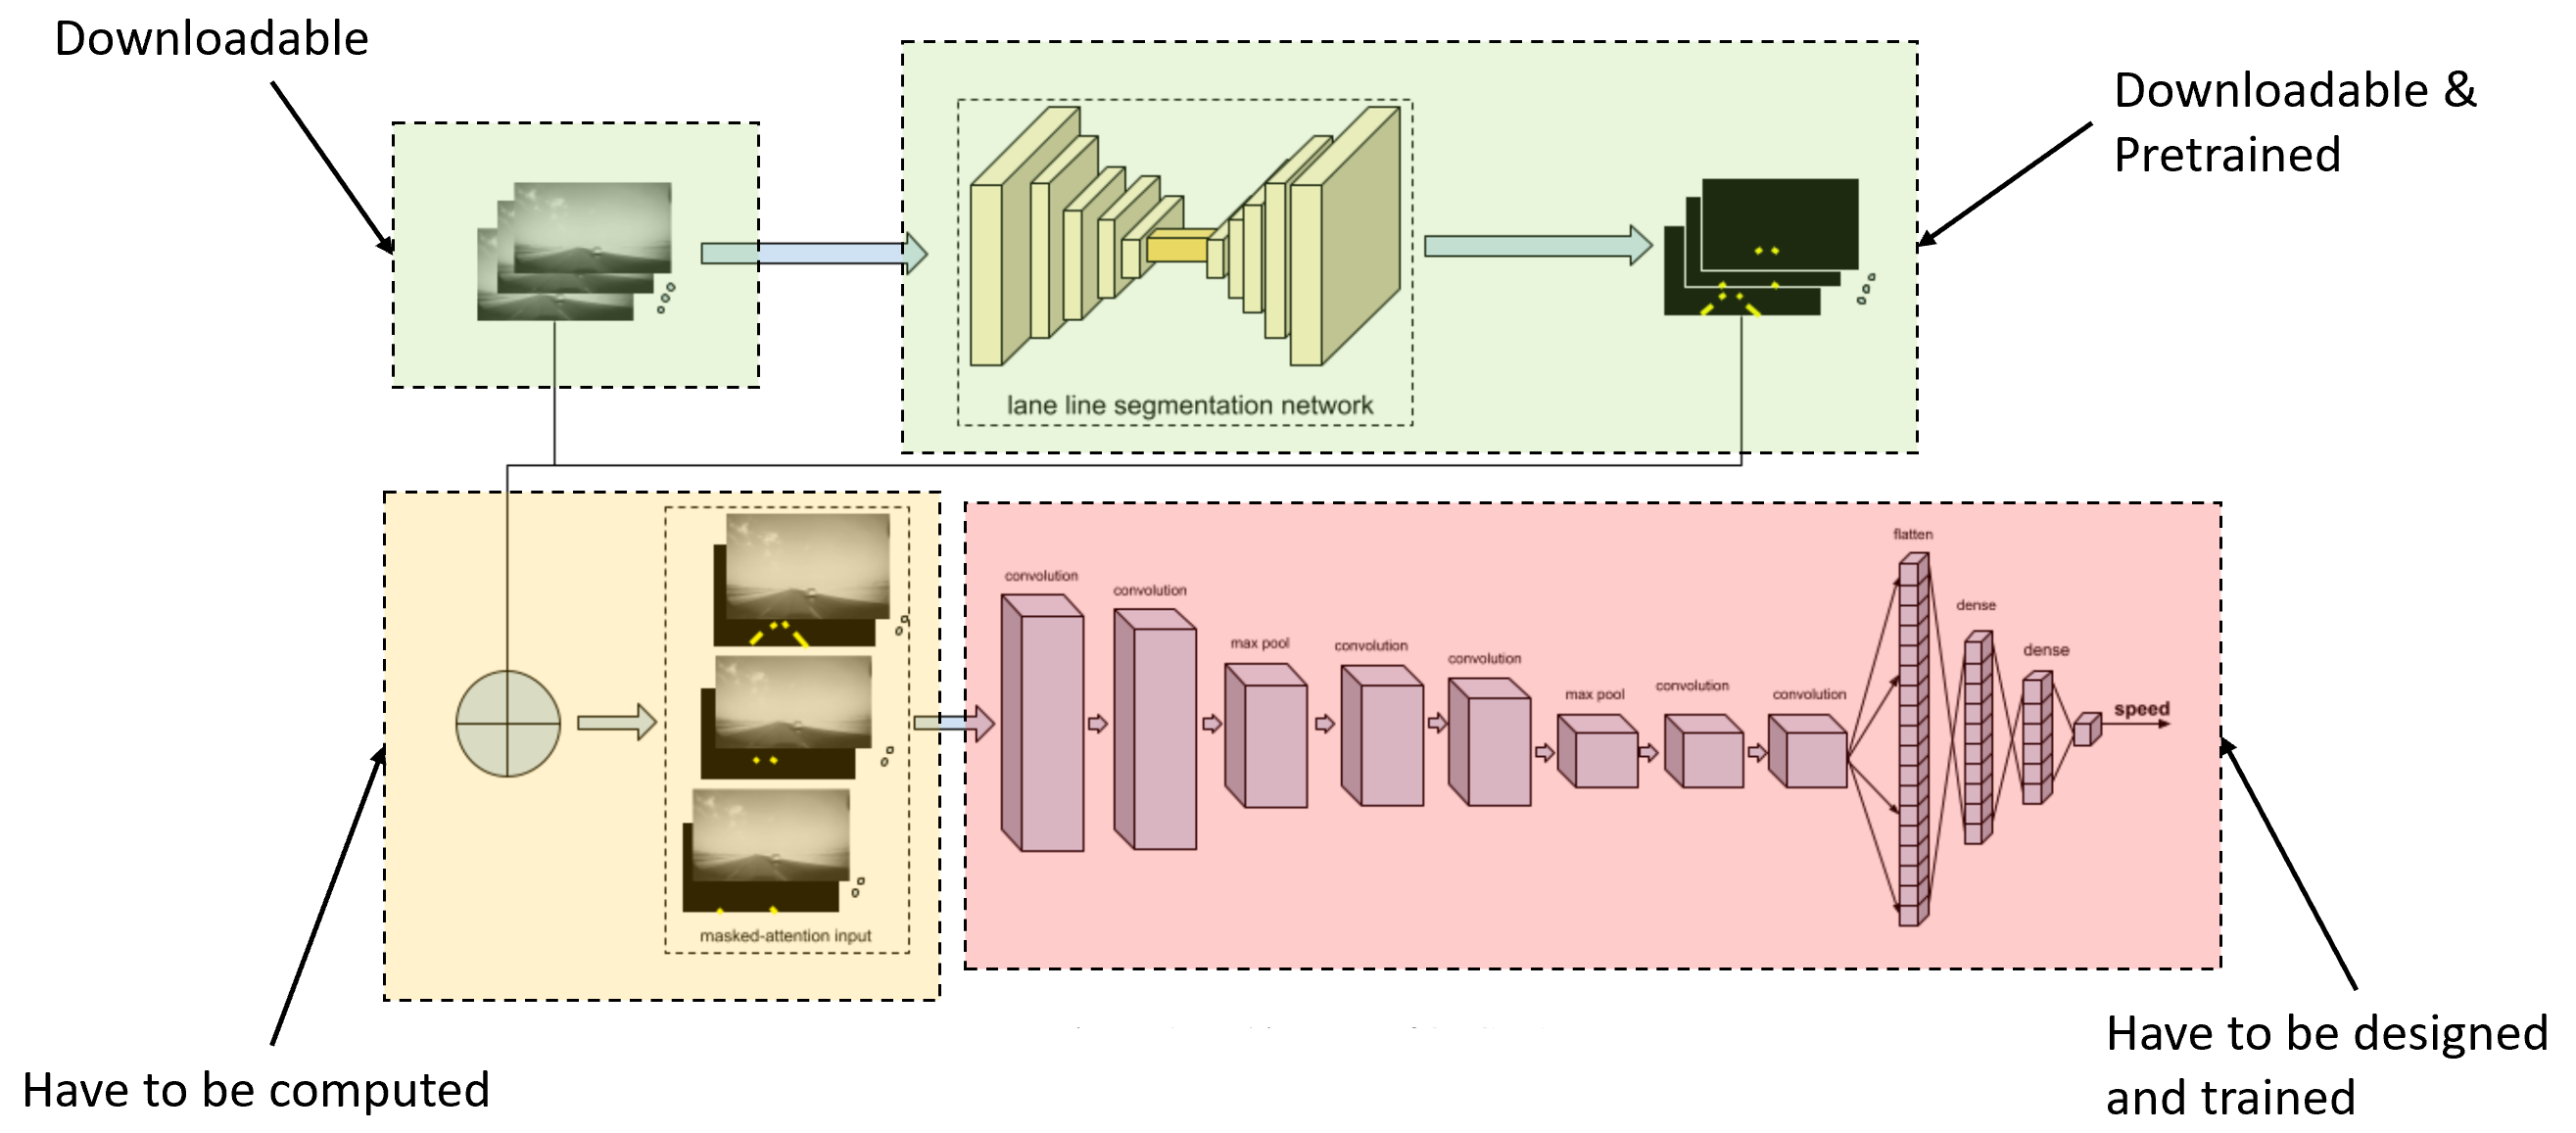 Downloadable
Downloadable &
Pretrained
lane line segmentation network
flatten
convolution
convolution
dense
max pool
convolution
dense
convolution
max pool
convolution
convolution
speed
masked-attention input
Have to be computed
Have to be designed
and trained